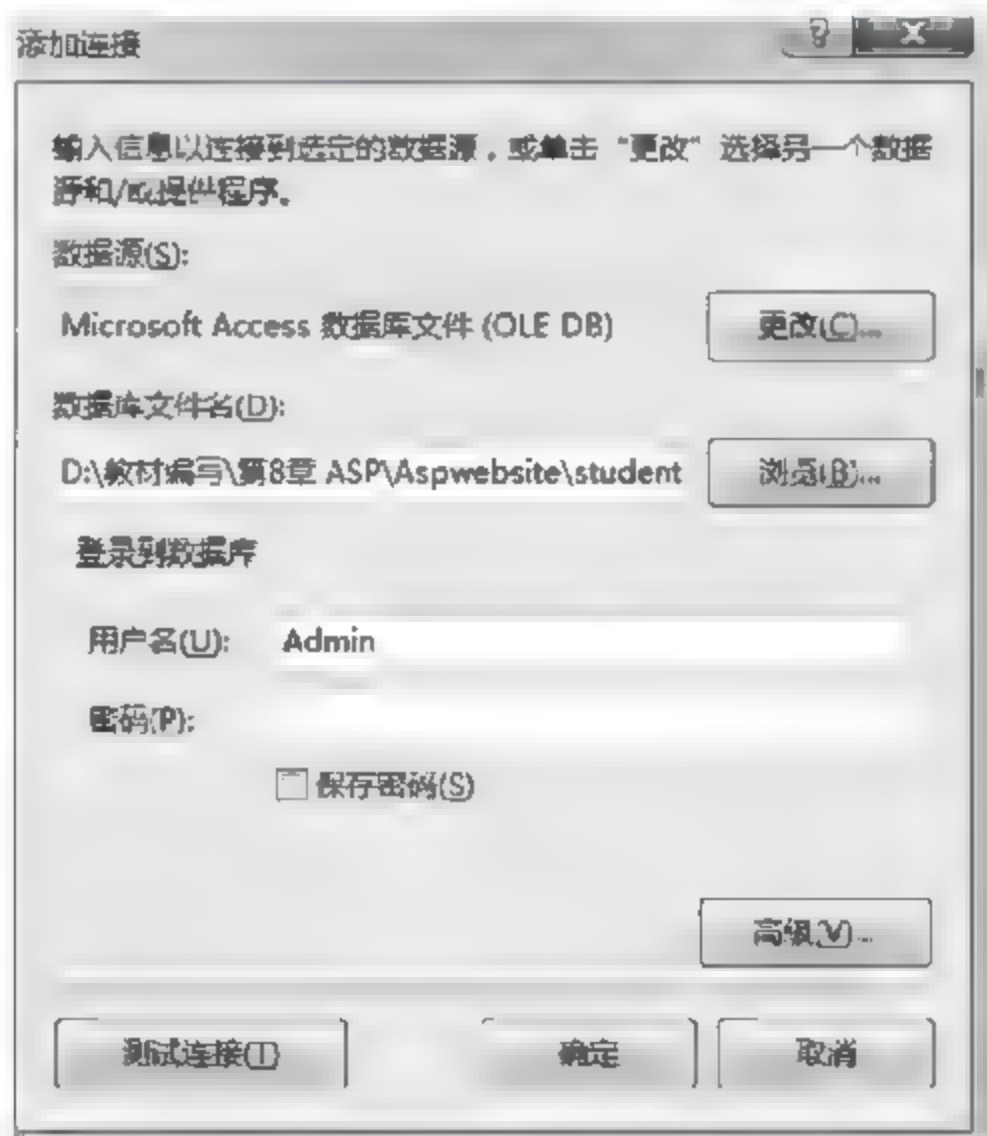 添加连接
输入信息以连接到选定的数据源，或单击“更改”选择另一个数据
源和/或提供程序。
数据源(S):
Microsoft Access 数据库文件 (OLE DB)
更改(C)...
数据库文件名(D):
D:\教材编写\第8章 ASP\Aspwebsite\student
浏览(B)...
登录到数据库
用户名(U):
Admin
密码(P):
保存密码(S)
高级(V)...
测试连接(T)
确定
取消